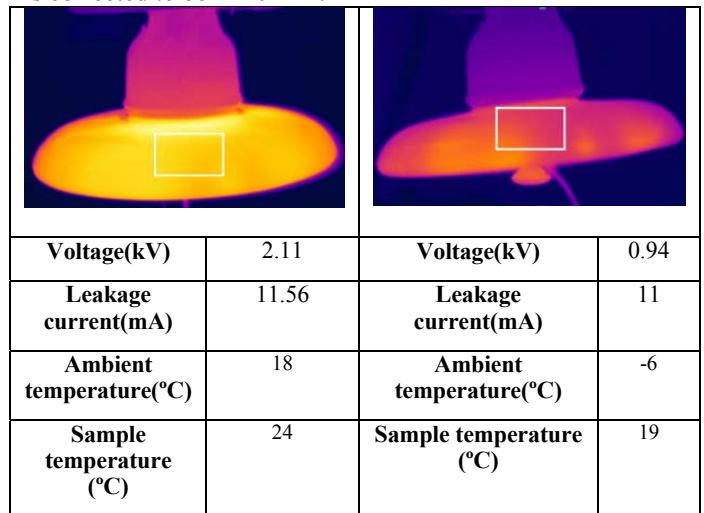 Voltage(kV) 2.11 Voltage(kV) 0.94
Leakage current(mA) 11.56 Leakage current(mA) 11
Ambient temperature(ºC) 18 Ambient temperature(ºC) -6
Sample temperature (ºC) 24 Sample temperature (ºC) 19